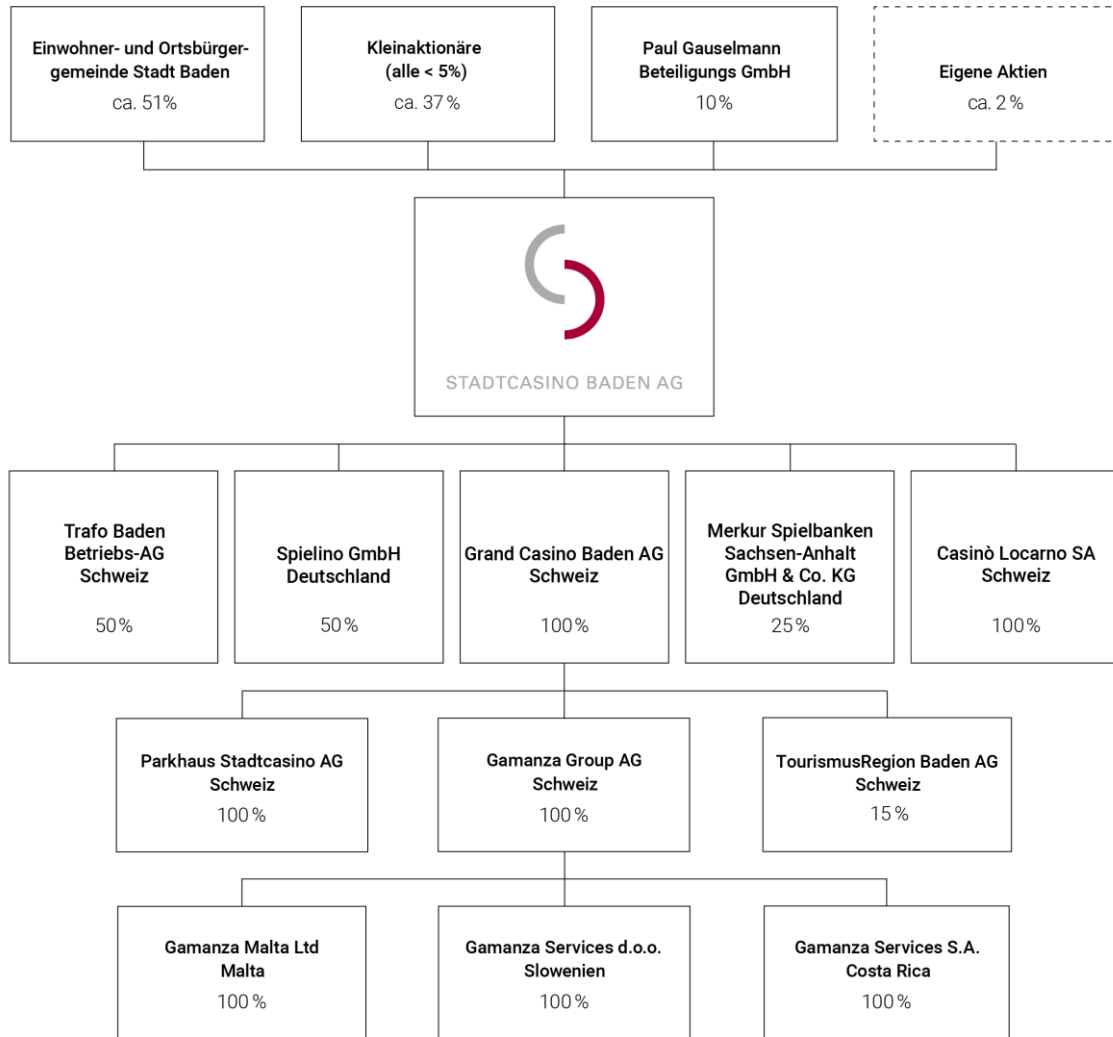 Einwohner- und Ortsbürger-
gemeinde Stadt Baden
ca. 51%
Kleinaktionäre
(alle < 5%)
ca. 37%
Paul Gauselmann
Beteiligungs GmbH
10%
Eigene Aktien
ca. 2%
STADTCASINO BADEN AG
Trafo Baden
Betriebs-AG
Schweiz
50%
Spielino GmbH
Deutschland
50%
Grand Casino Baden AG
Schweiz
100%
Merkur Spielbanken
Sachsen-Anhalt
GmbH & Co. KG
Deutschland
25%
Casinò Locarno SA
Schweiz
100%
Parkhaus Stadtcasino AG
Schweiz
100%
Gamanza Group AG
Schweiz
100%
TourismusRegion Baden AG
Schweiz
15%
Gamanza Malta Ltd
Malta
100%
Gamanza Services d.o.o.
Slowenien
100%
Gamanza Services S.A.
Costa Rica
100%